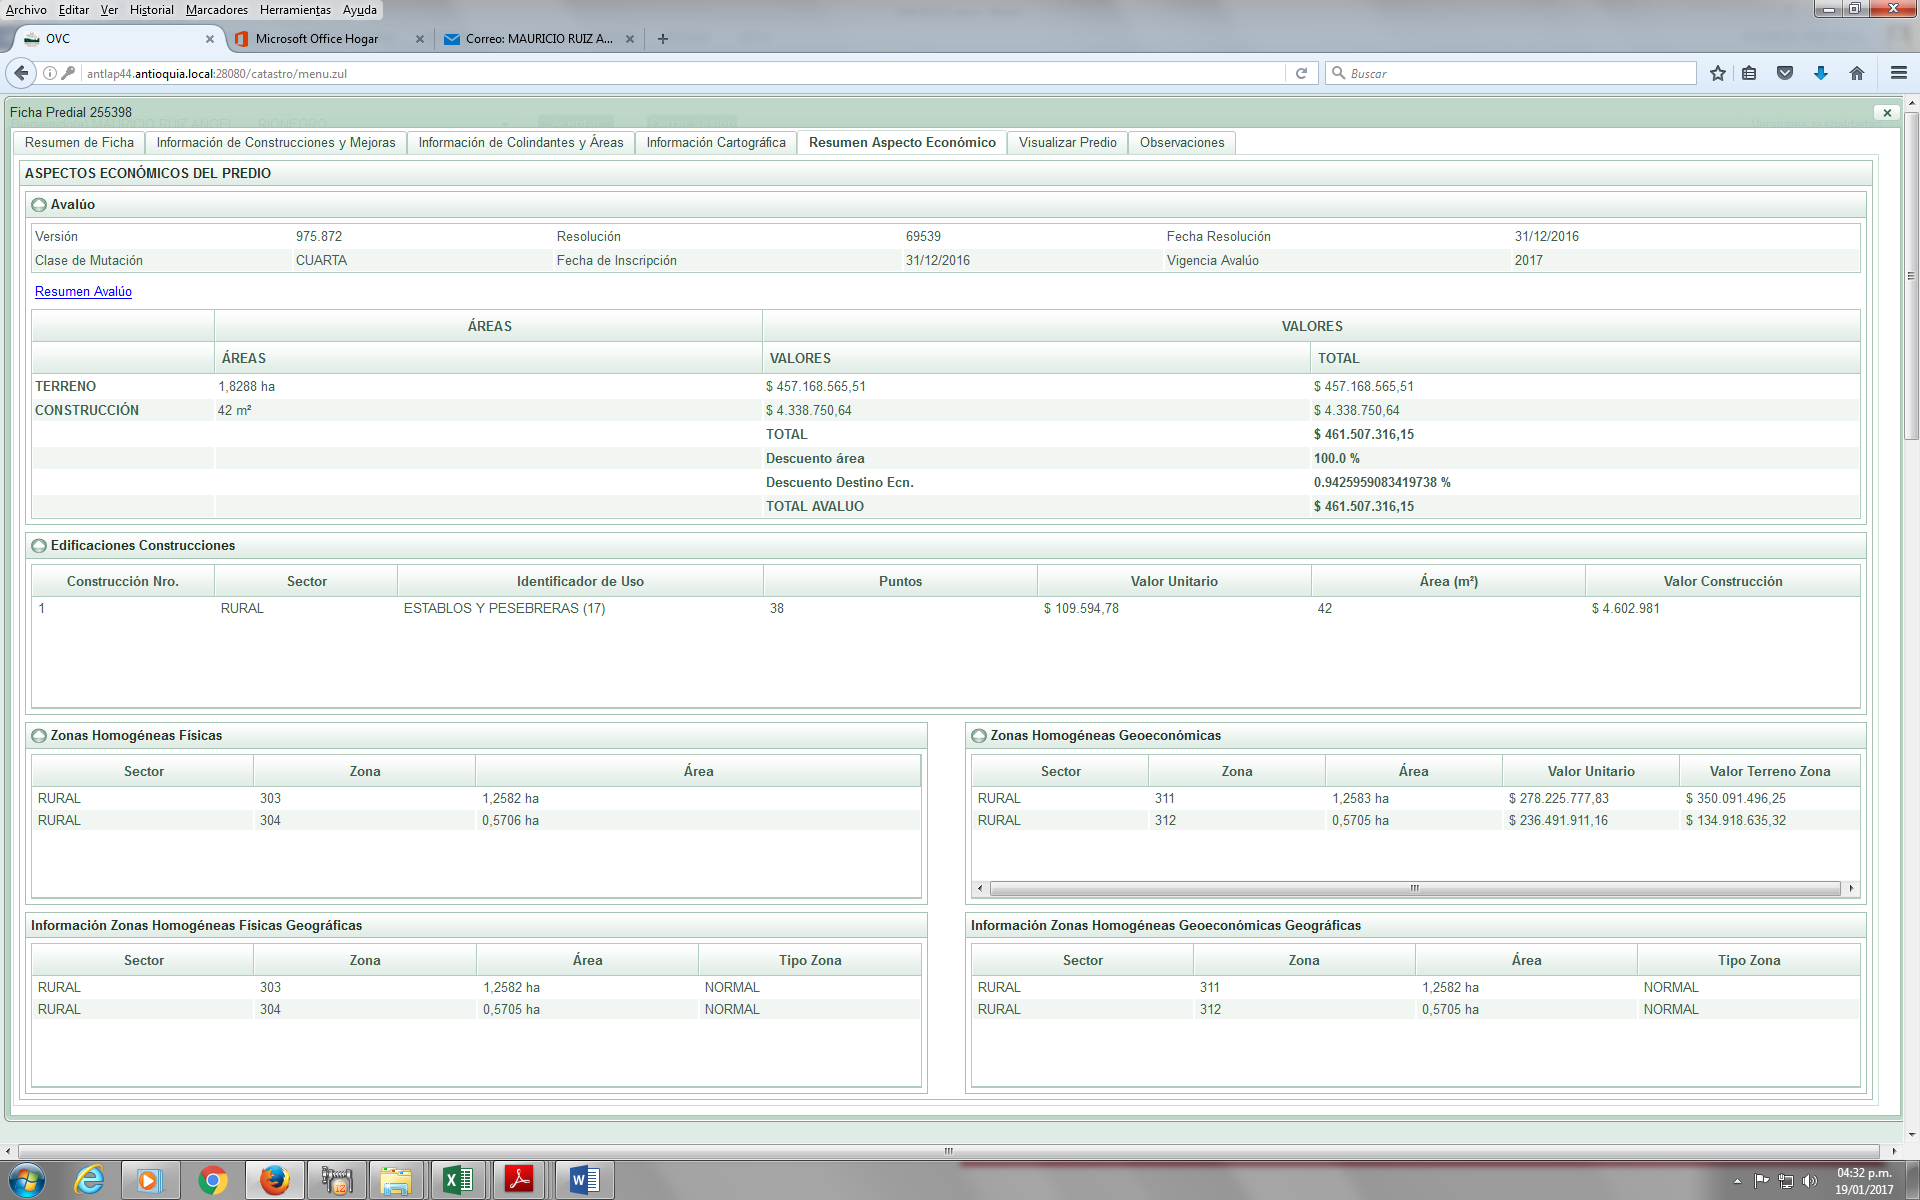 Archivo Editar Ver Historial Marcadores Herramientas Ayuda
OVC Microsoft Office Hogar Correo: MAURICIO RUIZ A...
antlap44.antioquia.local:28080/catastro/menu.zul Buscar
Ficha Predial 255398
Resumen de Ficha Información de Construcciones y Mejoras Información de Colindantes y Áreas Información Cartográfica Resumen Aspecto Económico Visualizar Predio Observaciones
ASPECTOS ECONÓMICOS DEL PREDIO
Avalúo
Versión 975.872 Resolución 69539 Fecha Resolución 31/12/2016
Clase de Mutación CUARTA Fecha de Inscripción 31/12/2016 Vigencia Avalúo 2017
Resumen Avalúo
ÁREAS VALORES
ÁREAS VALORES TOTAL
TERRENO 1,8288 ha $ 457.168.565,51 $ 457.168.565,51
CONSTRUCCIÓN 42 m² $ 4.338.750,64 $ 4.338.750,64
TOTAL $ 461.507.316,15
Descuento área 100.0 %
Descuento Destino Ecn. 0.9425959083419738 %
TOTAL AVALUO $ 461.507.316,15
Edificaciones Construcciones
Construcción Nro. Sector Identificador de Uso Puntos Valor Unitario Área (m²) Valor Construcción
1 RURAL ESTABLOS Y PESEBRERAS (17) 38 $ 109.594,78 42 $ 4.602.981
Zonas Homogéneas Físicas
Sector Zona Área
RURAL 303 1,2582 ha
RURAL 304 0,5706 ha
Zonas Homogéneas Geoeconómicas
Sector Zona Área Valor Unitario Valor Terreno Zona
RURAL 311 1,2583 ha $ 278.225.777,83 $ 350.091.496,25
RURAL 312 0,5705 ha $ 236.491.911,16 $ 134.918.635,32
Información Zonas Homogéneas Físicas Geográficas
Sector Zona Área Tipo Zona
RURAL 303 1,2582 ha NORMAL
RURAL 304 0,5705 ha NORMAL
Información Zonas Homogéneas Geoeconómicas Geográficas
Sector Zona Área Tipo Zona
RURAL 311 1,2582 ha NORMAL
RURAL 312 0,5705 ha NORMAL
04:32 p.m.
19/01/2017